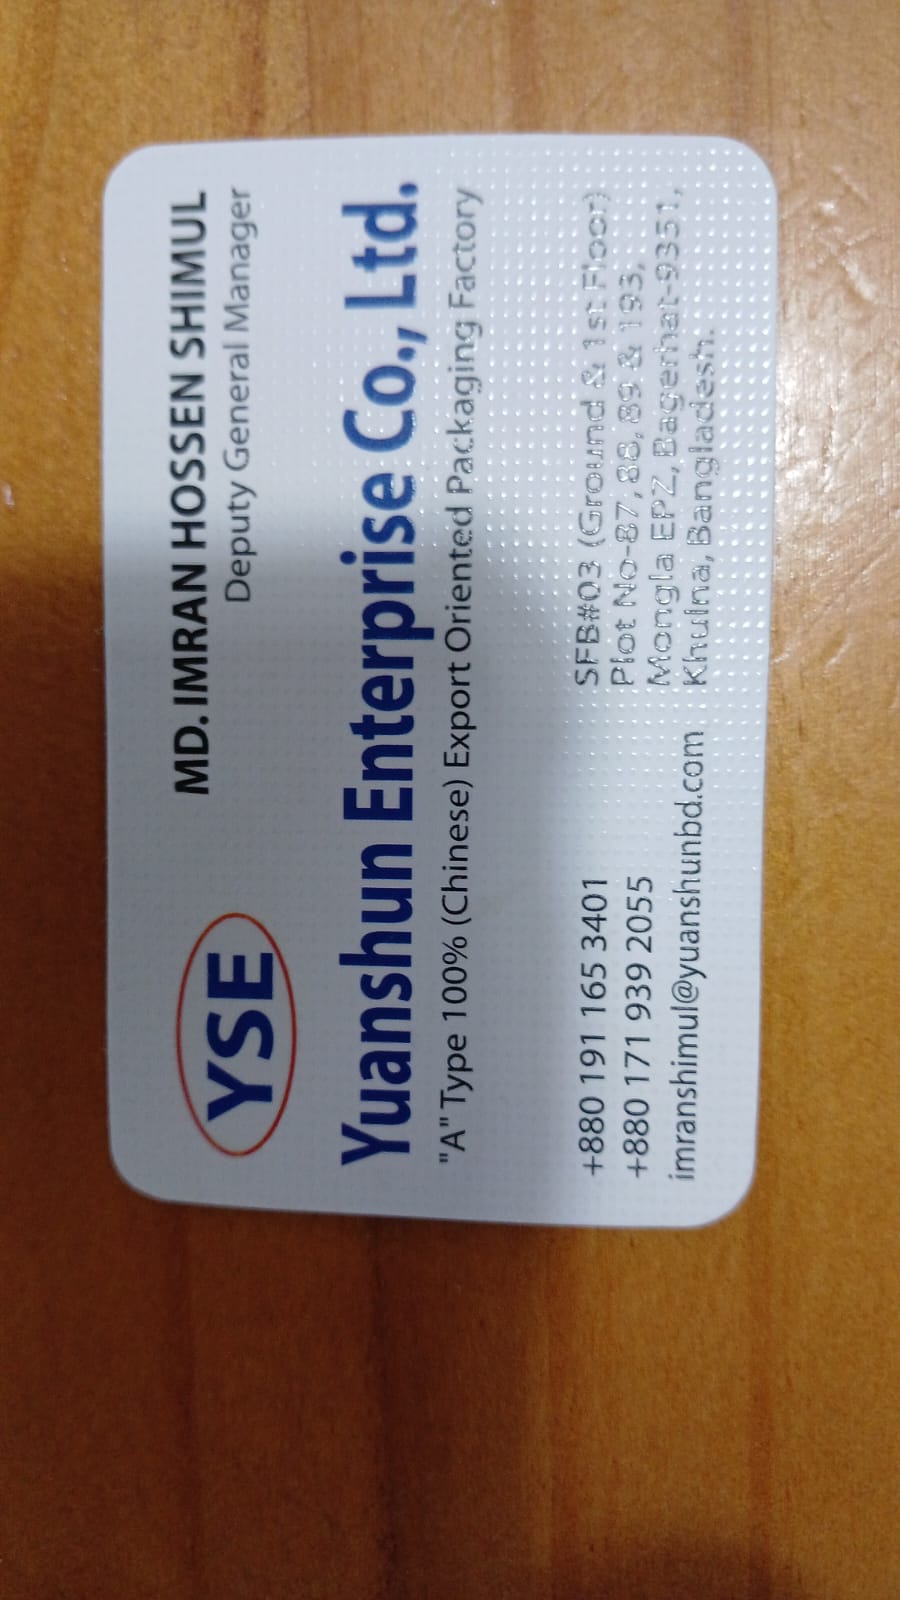 YSE
MD. IMRAN HOSSEN SHIMUL
Deputy General Manager
Yuanshun Enterprise Co., Ltd.
"A" Type 100% (Chinese) Export Oriented Packaging Factory
+880 191 165 3401
+880 171 939 2055
imranshimul@yuanshunbd.com
SFB#03 (Ground & 1st Floor)
Plot No-87, 88, 89 & 193,
Mongla EPZ, Bagerhat-9351,
Khulna, Bangladesh.